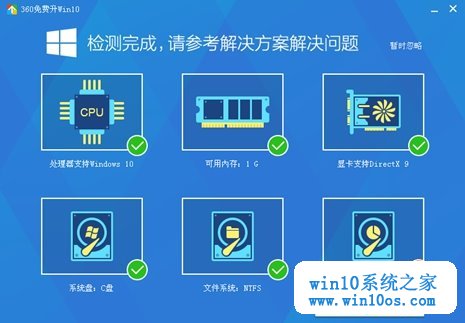 360免费升Win10
检测完成,请参考解决方案解决问题
暂时忽略
CPU
处理器支持Windows 10
可用内存：1 G
显卡支持DirectX 9
系统盘：C盘
文件系统：NTFS
win10系统之家
www.win10os.com